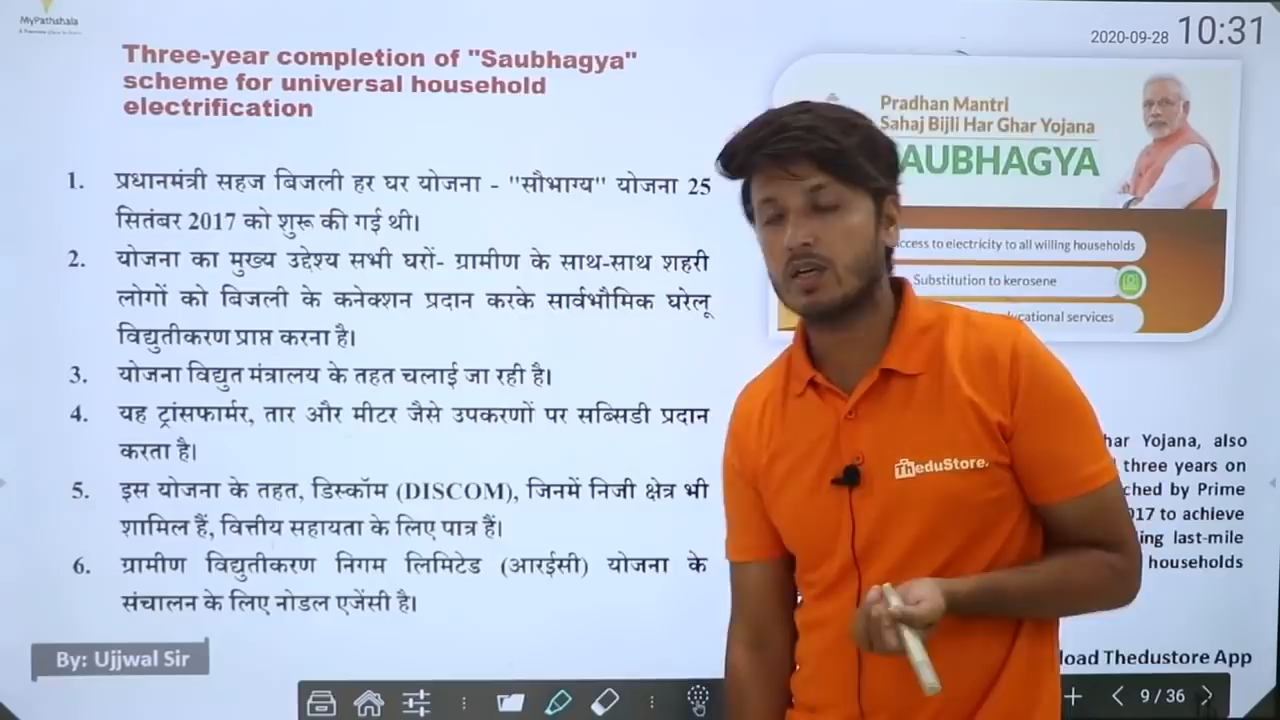 MyPathshala
2020-09-28 10:31
Three-year completion of "Saubhagya"
scheme for universal household
electrification
1. प्रधानमंत्री सहज बिजली हर घर योजना - "सौभाग्य" योजना 25
सितंबर 2017 को शुरू की गई थी।
2. योजना का मुख्य उद्देश्य सभी घरों- ग्रामीण के साथ-साथ शहरी
लोगों को बिजली के कनेक्शन प्रदान करके सार्वभौमिक घरेलू
विद्युतीकरण प्राप्त करना है।
3. योजना विद्युत मंत्रालय के तहत चलाई जा रही है।
4. यह ट्रांसफार्मर, तार और मीटर जैसे उपकरणों पर सब्सिडी प्रदान
करता है।
5. इस योजना के तहत, डिस्कॉम (DISCOM), जिनमें निजी क्षेत्र भी
शामिल हैं, वित्तीय सहायता के लिए पात्र हैं।
6. ग्रामीण विद्युतीकरण निगम लिमिटेड (आरईसी) योजना के
संचालन के लिए नोडल एजेंसी है।
By: Ujjwal Sir
Pradhan Mantri
Sahaj Bijli Har Ghar Yojana
AUBHAGYA
ccess to electricity to all willing households
Substitution to kerosene
ucational services
har Yojana, also
three years on
ched by Prime
017 to achieve
ing last-mile
households
TheduStore.
load Thedustore App
9 / 36